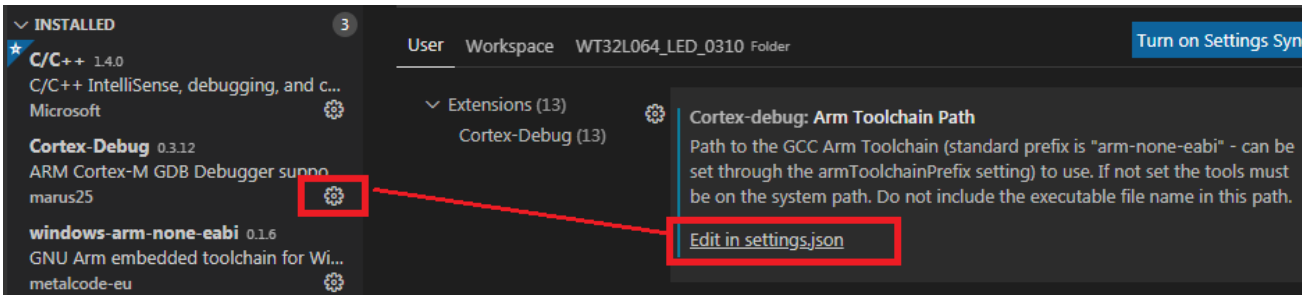 INSTALLED 3
C/C++ 1.4.0
C/C++ IntelliSense, debugging, and c...
Microsoft
Cortex-Debug 0.3.12
ARM Cortex-M GDB Debugger suppo...
marus25
windows-arm-none-eabi 0.1.6
GNU Arm embedded toolchain for Wi...
metalcode-eu
User Workspace WT32L064_LED_0310 Folder
Turn on Settings Syn
Extensions (13)
Cortex-Debug (13)
Cortex-debug: Arm Toolchain Path
Path to the GCC Arm Toolchain (standard prefix is "arm-none-eabi" - can be
set through the armToolchainPrefix setting) to use. If not set the tools must
be on the system path. Do not include the executable file name in this path.
Edit in settings.json